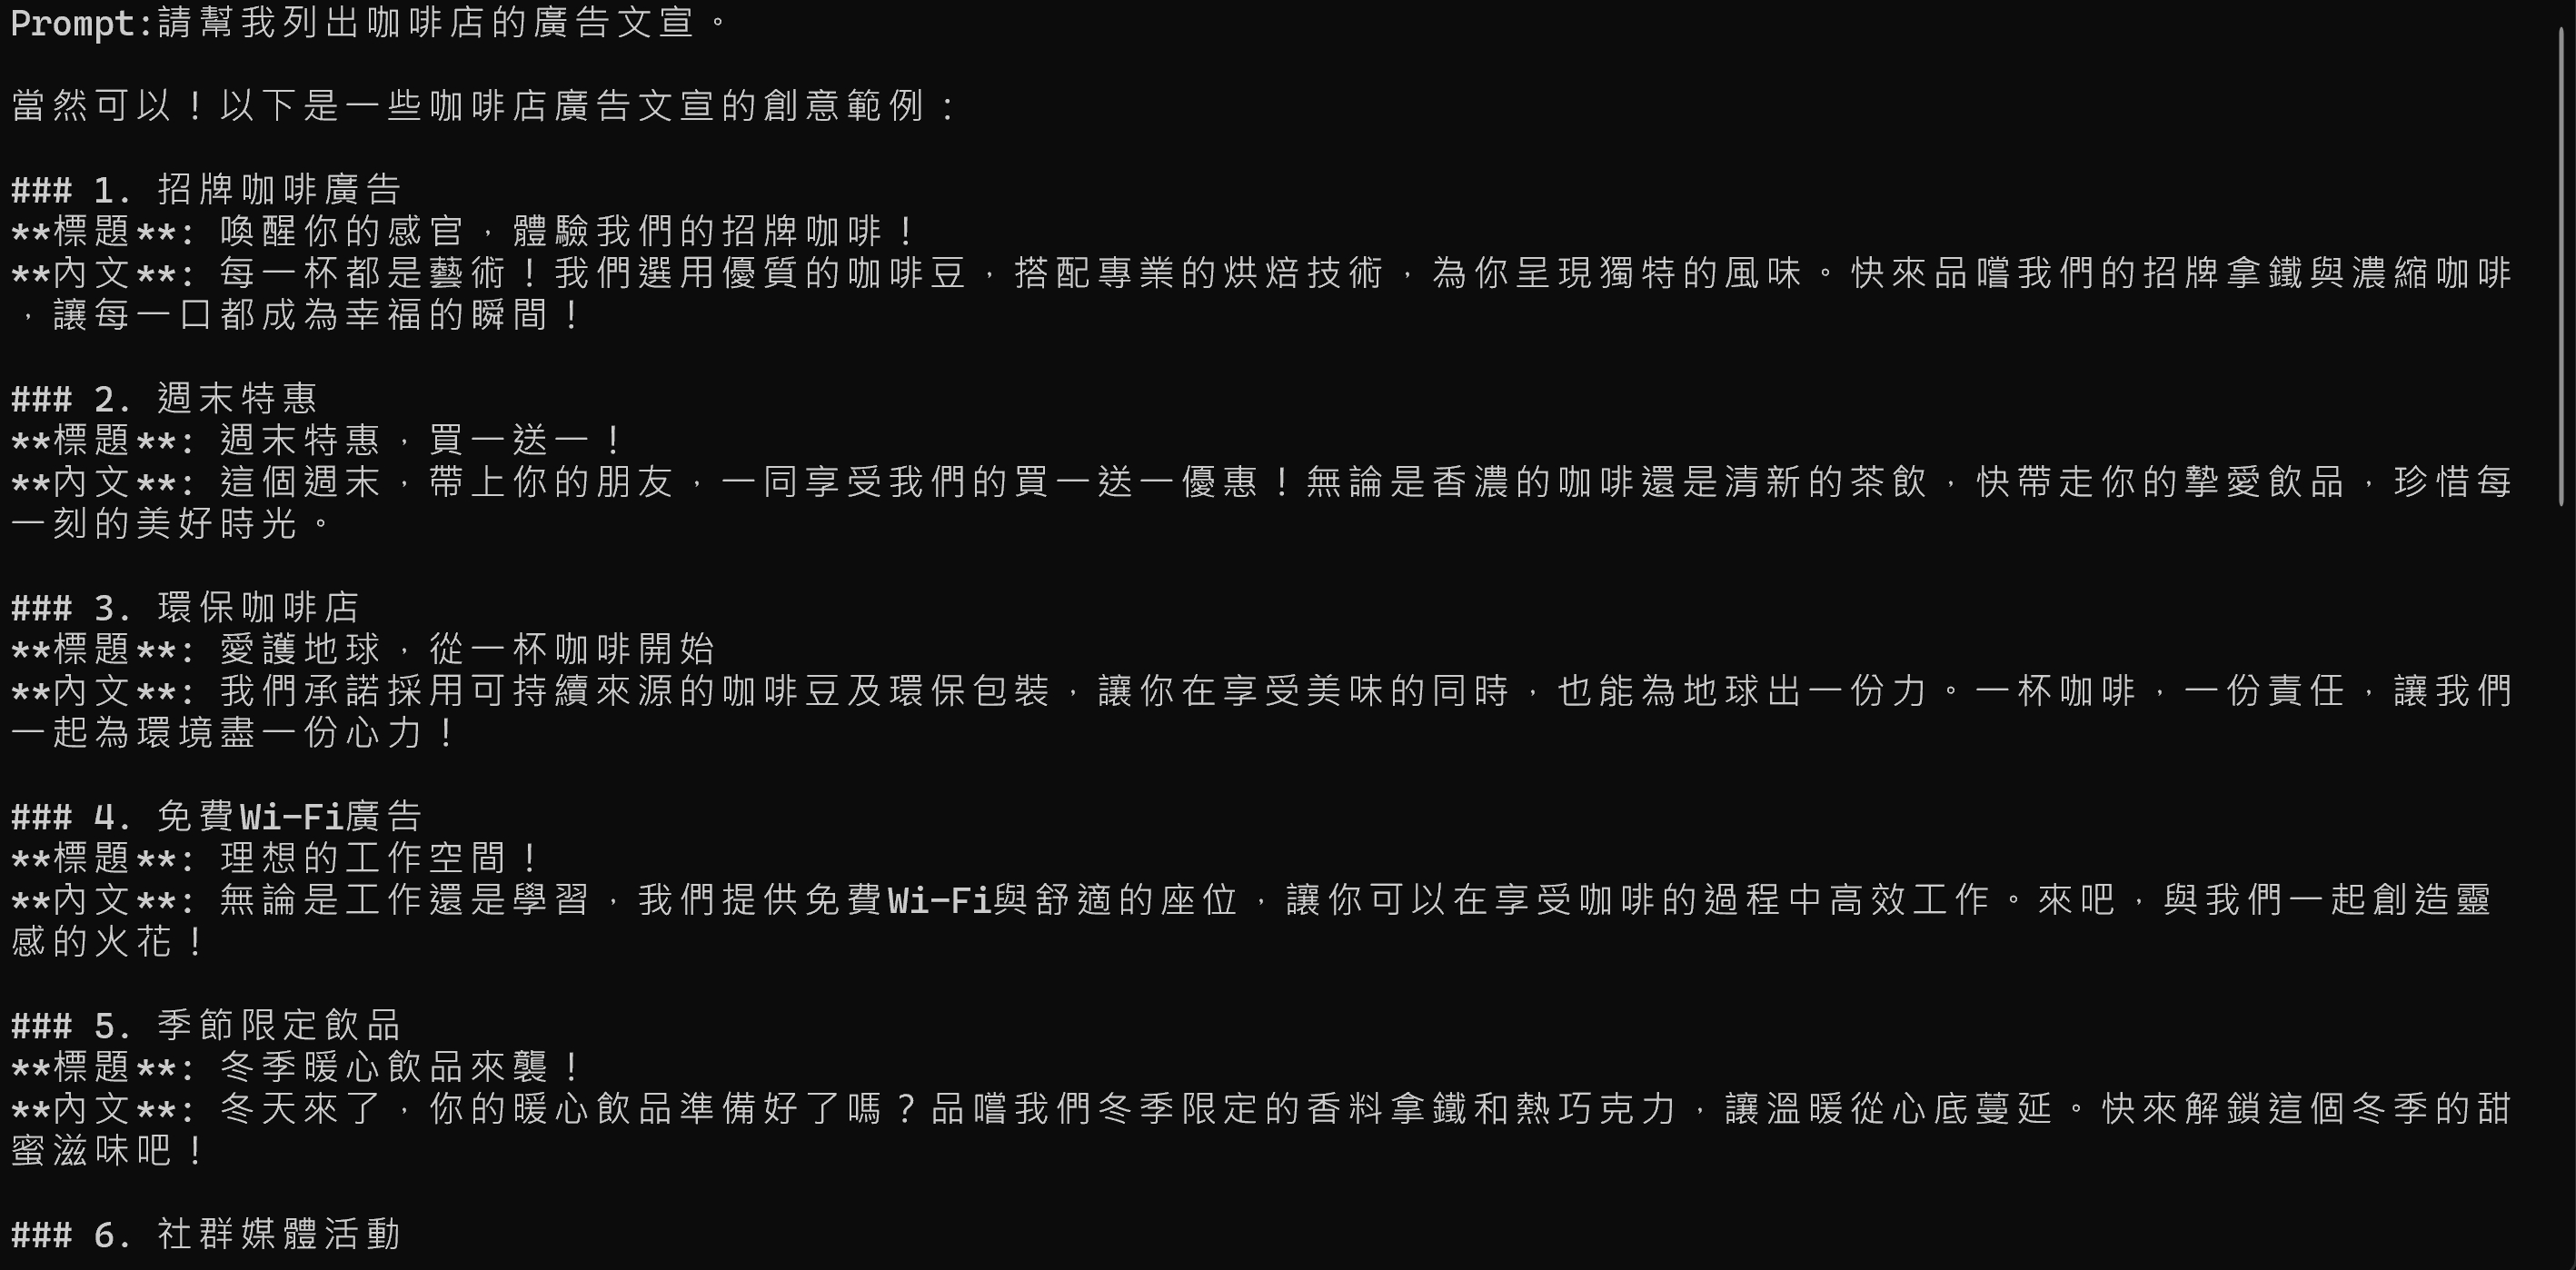 Prompt:請幫我列出咖啡店的廣告文宣。
當然可以！以下是一些咖啡店廣告文宣的創意範例：
### 1. 招牌咖啡廣告
**標題**: 喚醒你的感官，體驗我們的招牌咖啡！
**內文**: 每一杯都是藝術！我們選用優質的咖啡豆，搭配專業的烘焙技術，為你呈現獨特的風味。快來品嚐我們的招牌拿鐵與濃縮咖啡
，讓每一口都成為幸福的瞬間！
### 2. 週末特惠
**標題**: 週末特惠，買一送一！
**內文**: 這個週末，帶上你的朋友，一同享受我們的買一送一優惠！無論是香濃的咖啡還是清新的茶飲，快帶走你的摯愛飲品，珍惜每
一刻的美好時光。
### 3. 環保咖啡店
**標題**: 愛護地球，從一杯咖啡開始
**內文**: 我們承諾採用可持續來源的咖啡豆及環保包裝，讓你在享受美味的同時，也能為地球出一份力。一杯咖啡，一份責任，讓我們
一起為環境盡一份心力！
### 4. 免費Wi-Fi廣告
**標題**: 理想的工作空間！
**內文**: 無論是工作還是學習，我們提供免費Wi-Fi與舒適的座位，讓你可以在享受咖啡的過程中高效工作。來吧，與我們一起創造靈
感的火花！
### 5. 季節限定飲品
**標題**: 冬季暖心飲品來襲！
**內文**: 冬天來了，你的暖心飲品準備好了嗎？品嚐我們冬季限定的香料拿鐵和熱巧克力，讓溫暖從心底蔓延。快來解鎖這個冬季的甜
蜜滋味吧！
### 6. 社群媒體活動